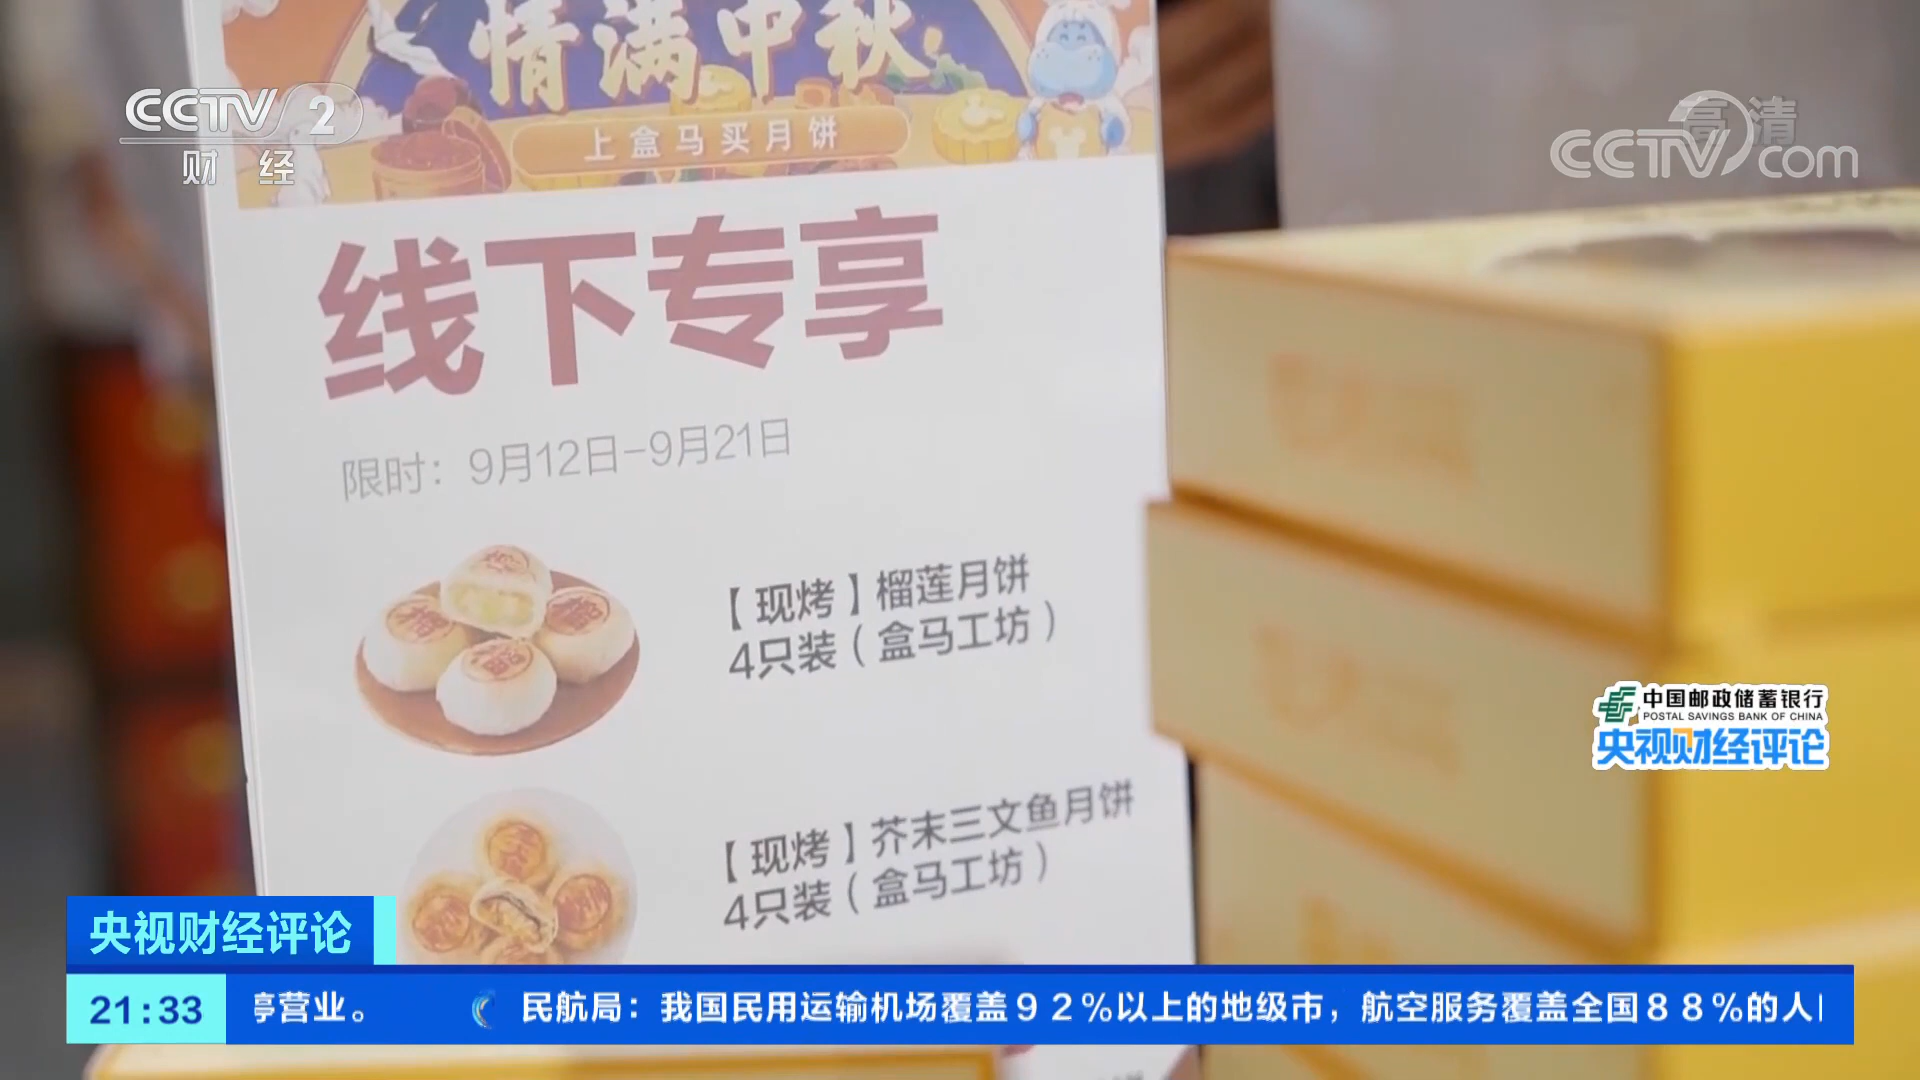 情满中秋
上盒马买月饼
CCTV 2
财 经
高清
CCTV.com
线下专享
限时：9月12日-9月21日
【现烤】榴莲月饼
4只装（盒马工坊）
【现烤】芥末三文鱼月饼
4只装（盒马工坊）
中国邮政储蓄银行
POSTAL SAVINGS BANK OF CHINA
央视财经评论
央视财经评论
21:33
停营业。 民航局：我国民用运输机场覆盖92%以上的地级市，航空服务覆盖全国88%的人